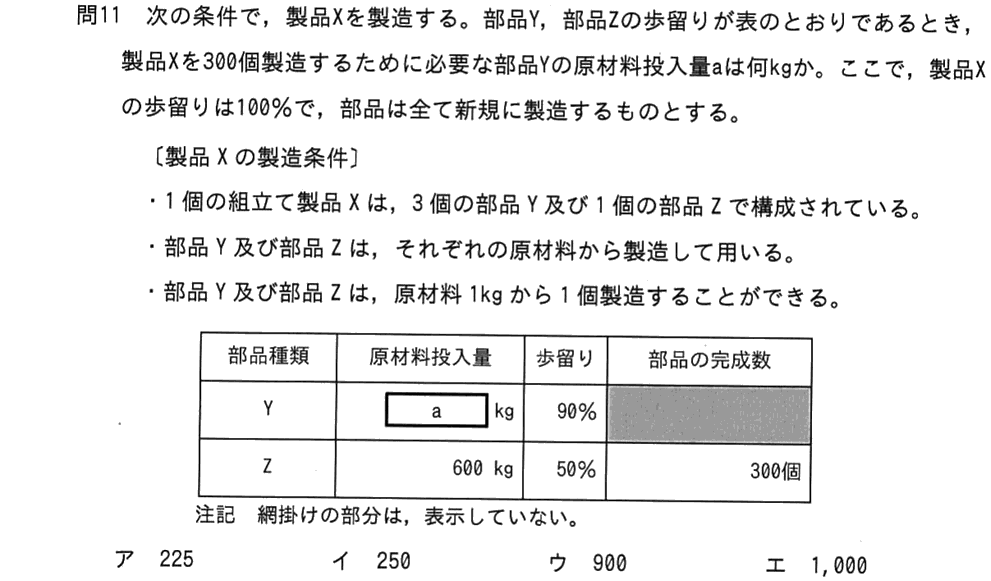 問11　次の条件で，製品Xを製造する。部品Y，部品Zの歩留りが表のとおりであるとき，
製品Xを300個製造するために必要な部品Yの原材料投入量aは何kgか。ここで，製品X
の歩留りは100％で，部品は全て新規に製造するものとする。
〔製品Xの製造条件〕
・1個の組立て製品Xは，3個の部品Y及び1個の部品Zで構成されている。
・部品Y及び部品Zは，それぞれの原材料から製造して用いる。
・部品Y及び部品Zは，原材料1kgから1個製造することができる。
部品種類　原材料投入量　歩留り　部品の完成数
Y　a　kg　90%
Z　600 kg　50%　300個
注記　網掛けの部分は，表示していない。
ア　225　イ　250　ウ　900　エ　1,000